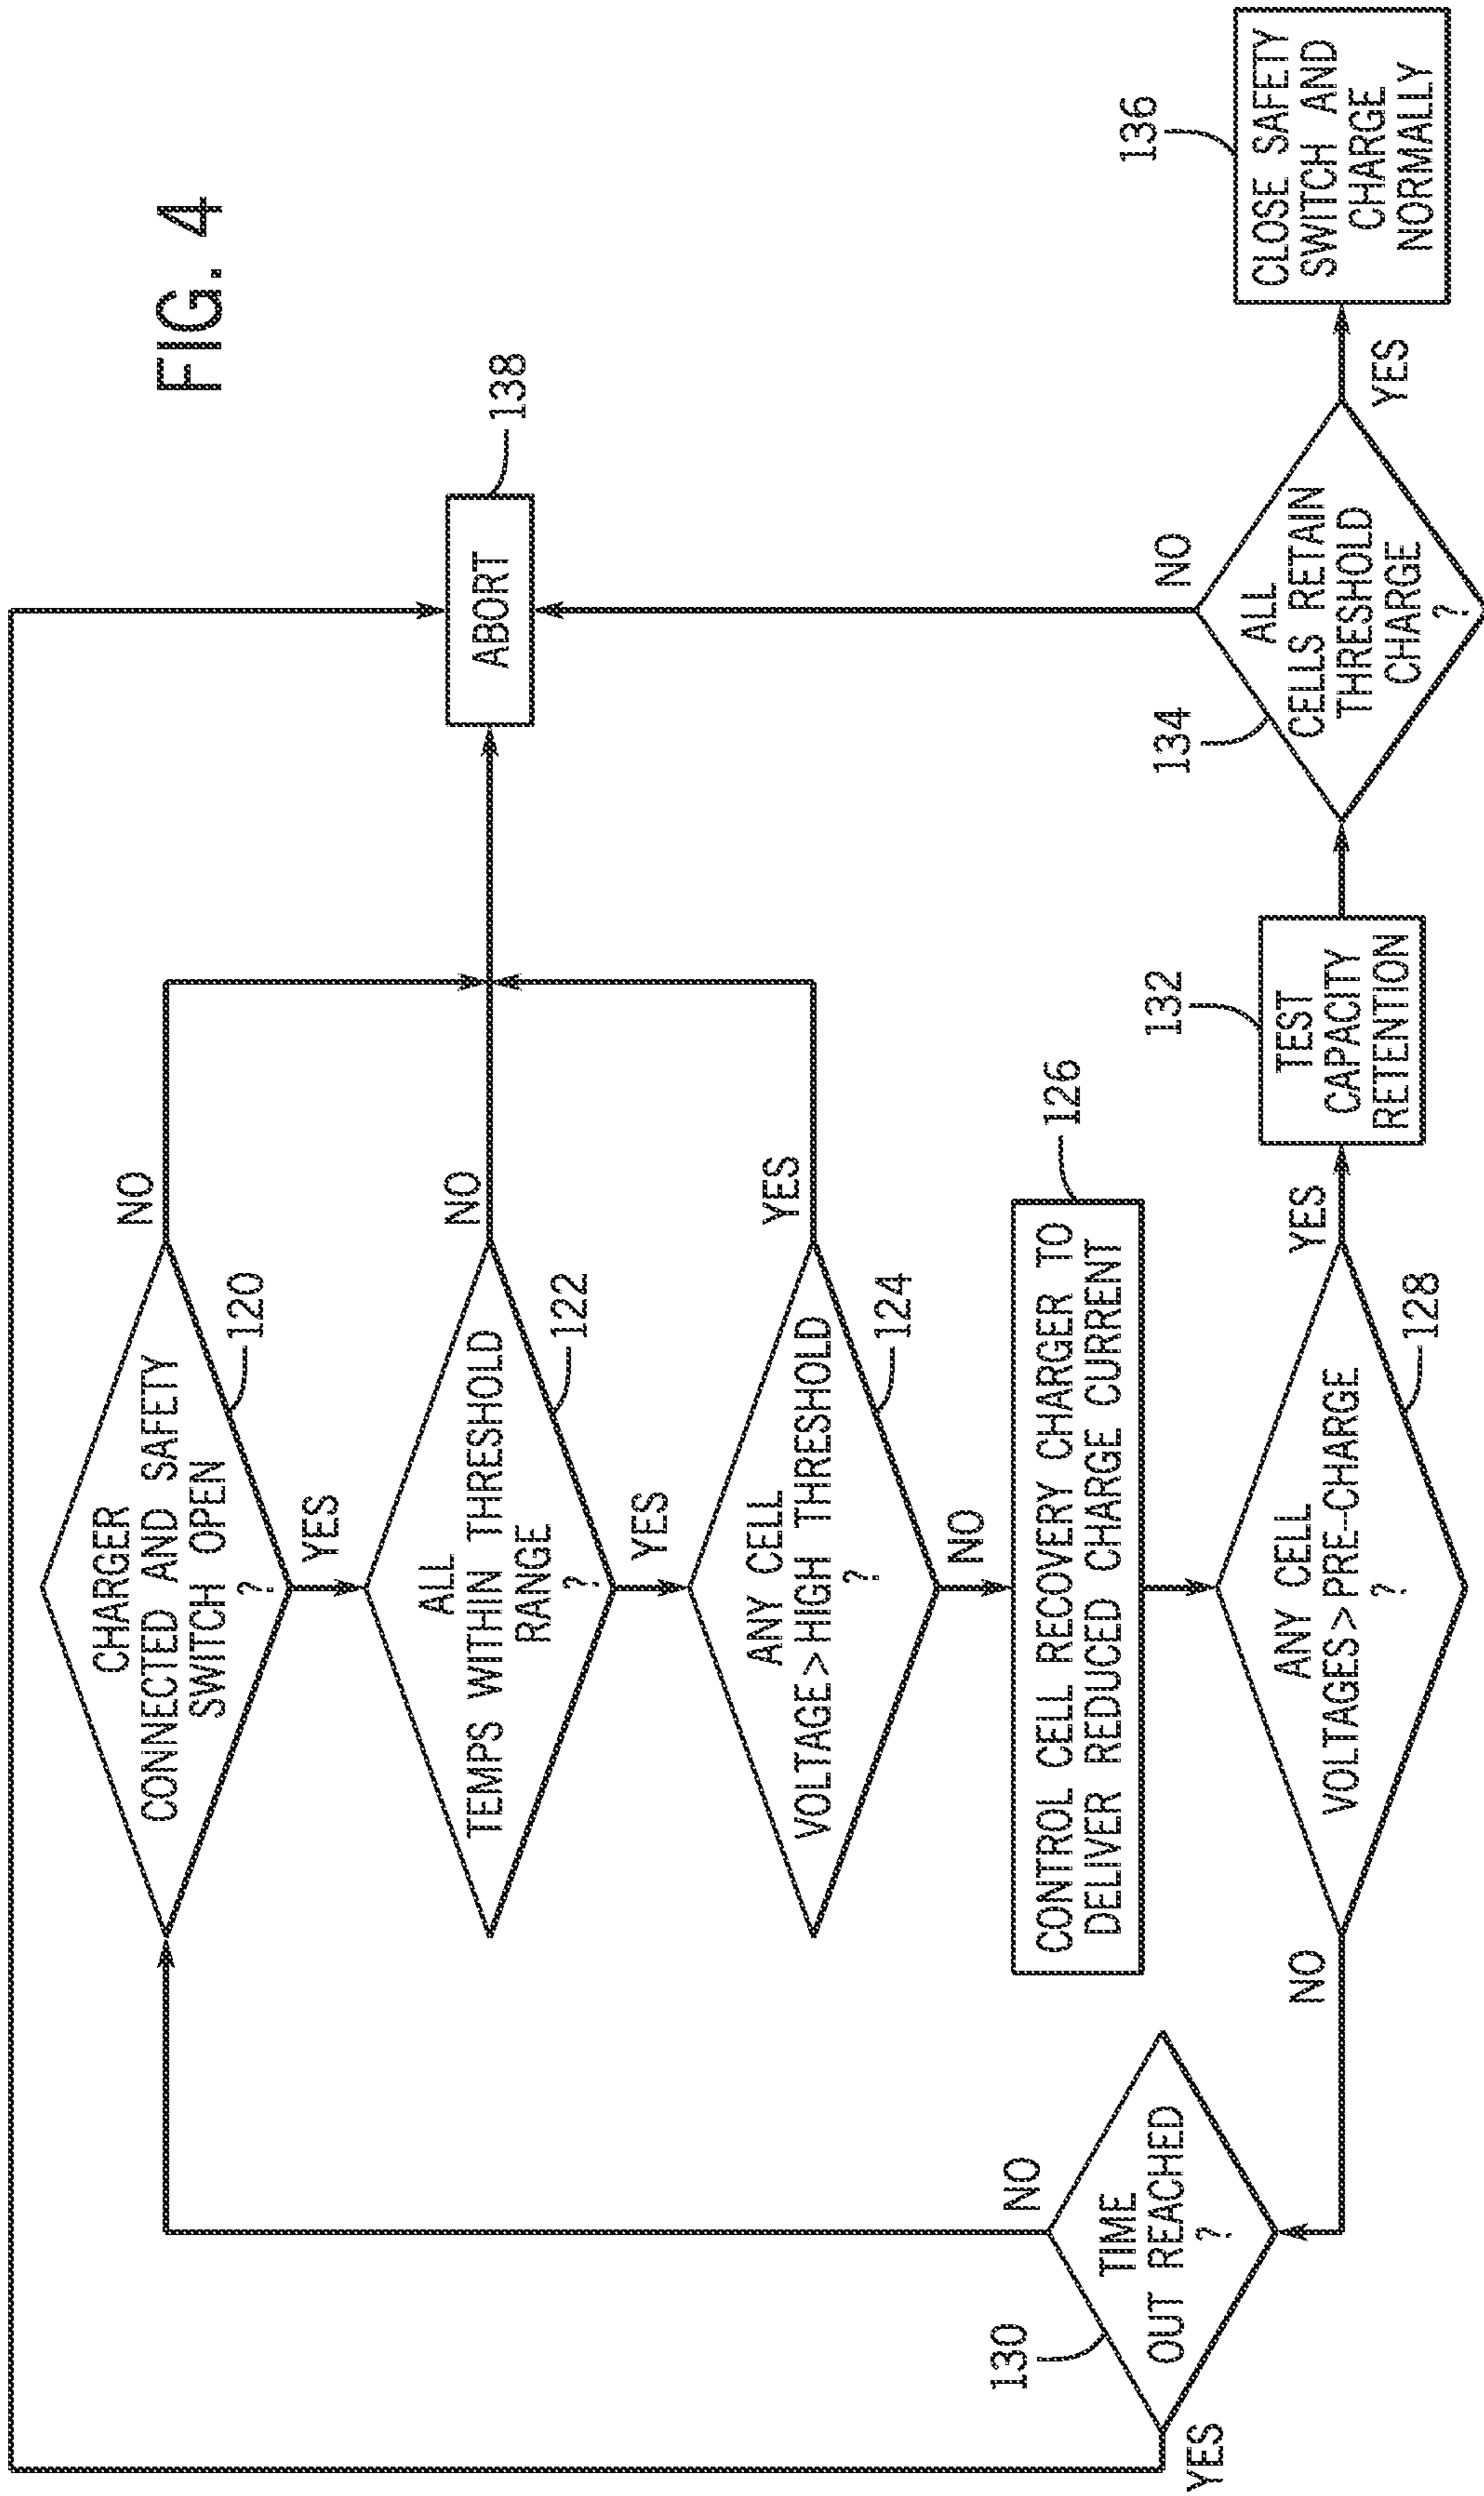 FIG. 4
CHARGER
CONNECTED AND SAFETY
SWITCH OPEN
?
120
NO
YES
ALL
TEMPS WITHIN THRESHOLD
RANGE
?
122
NO
YES
ANY CELL
VOLTAGE>HIGH THRESHOLD
?
124
YES
NO
ABORT
138
CONTROL CELL RECOVERY CHARGER TO
DELIVER REDUCED CHARGE CURRENT
126
130
TIME
OUT REACHED
?
NO
YES
ANY CELL
VOLTAGES>PRE-CHARGE
?
128
NO
YES
TEST
CAPACITY
RETENTION
132
ALL
CELLS RETAIN
THRESHOLD
CHARGE
?
134
NO
YES
CLOSE SAFETY
SWITCH AND
CHARGE
NORMALLY
136